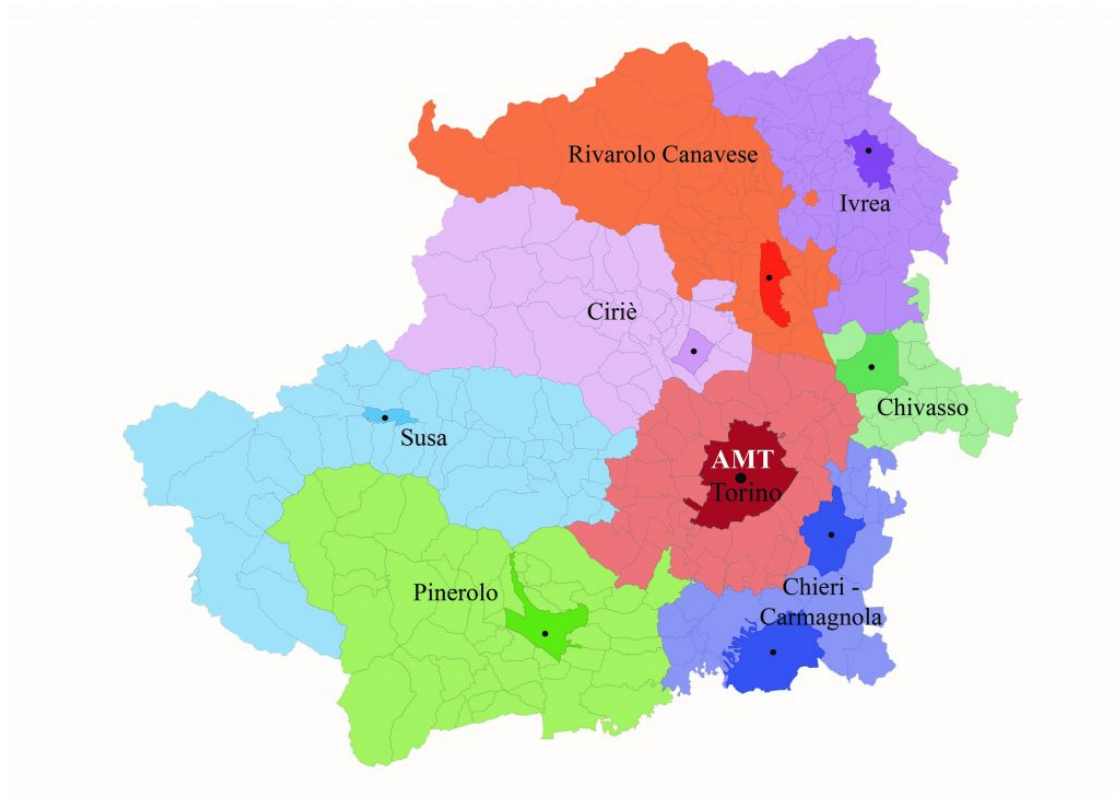 Rivarolo Canavese
Ivrea
Ciriè
Chivasso
Susa
AMT
Torino
Pinerolo
Chieri -
Carmagnola